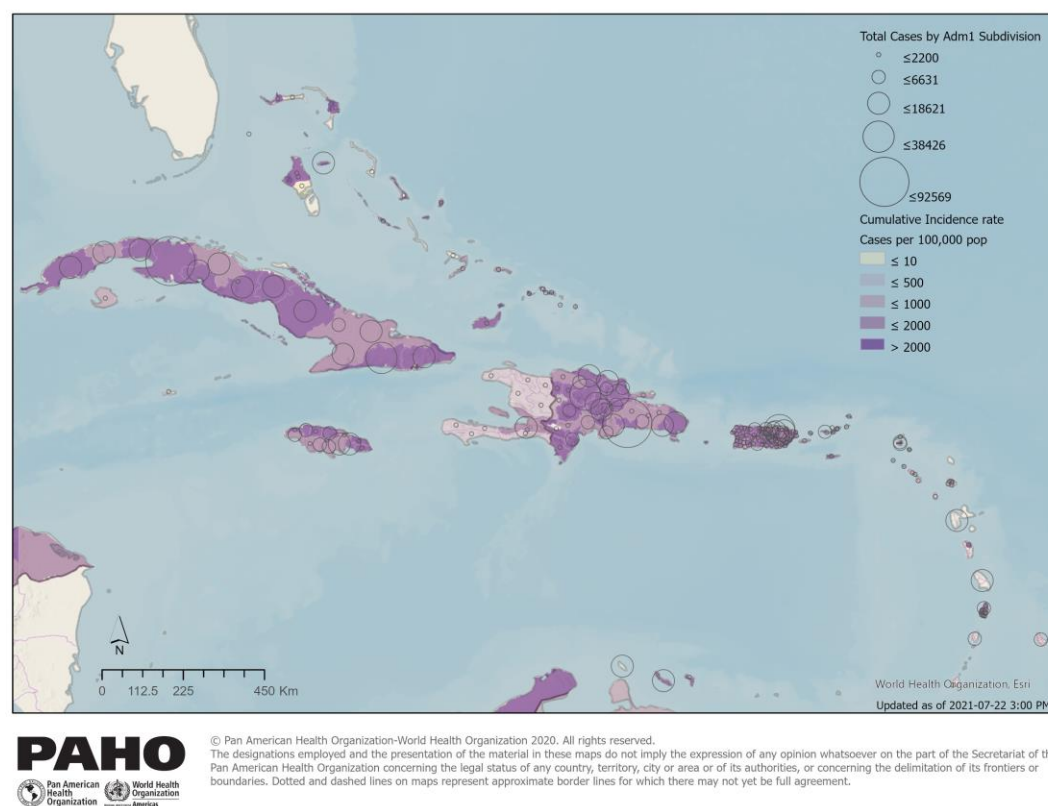 Total Cases by Adm1 Subdivision
≤2200
≤6631
≤18621
≤38426
≤92569
Cumulative Incidence rate
Cases per 100,000 pop
≤ 10
≤ 500
≤ 1000
≤ 2000
> 2000
N
0 112.5 225 450 Km
World Health Organization, Esri
Updated as of 2021-07-22 3:00 PM
PAHO
Pan American
Health
Organization
World Health
Organization
Americas
© Pan American Health Organization-World Health Organization 2020. All rights reserved.
The designations employed and the presentation of the material in these maps do not imply the expression of any opinion whatsoever on the part of the Secretariat of th
Pan American Health Organization concerning the legal status of any country, territory, city or area or of its authorities, or concerning the delimitation of its frontiers or
boundaries. Dotted and dashed lines on maps represent approximate border lines for which there may not yet be full agreement.